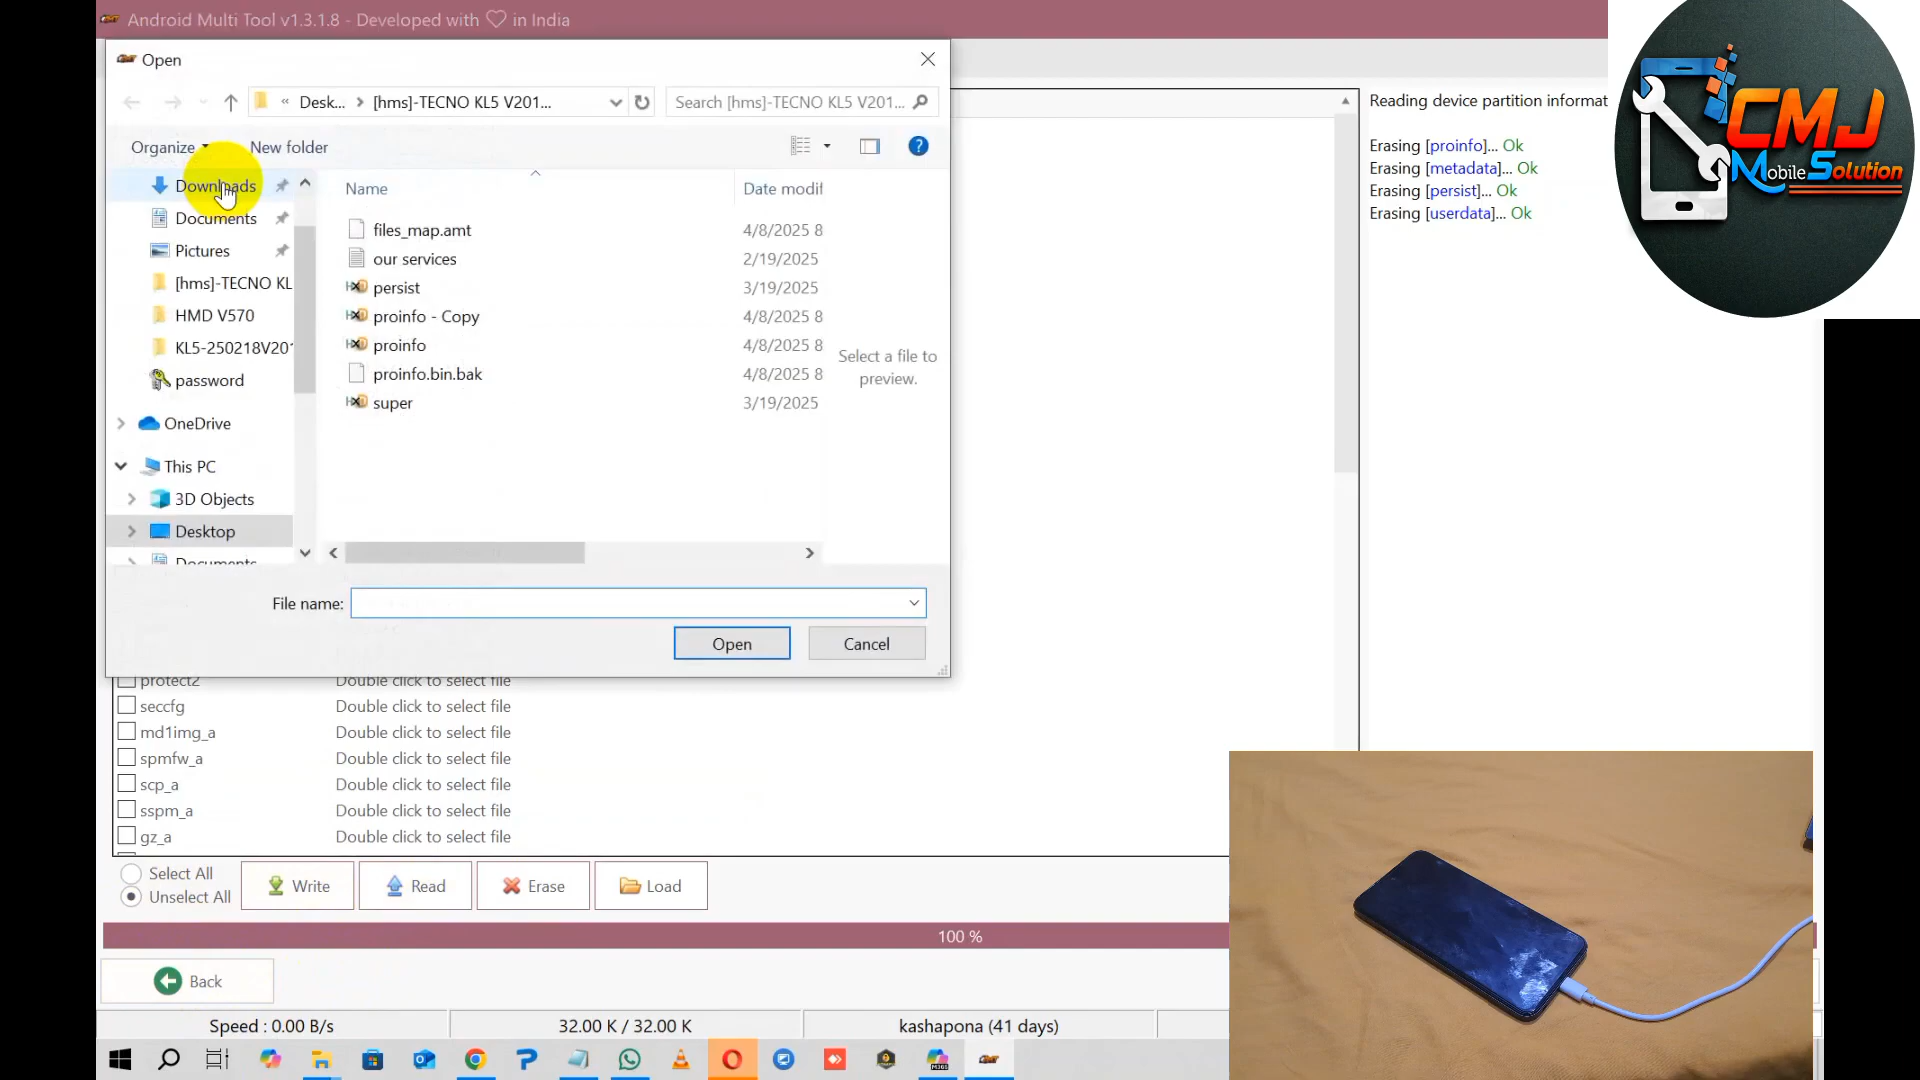 Android Multi Tool v1.3.1.8 - Developed with ♡ in India
Open
« Desk... > [hms]-TECNO KL5 V201...
Search [hms]-TECNO KL5 V201...
Organize
New folder
Downloads
Documents
Pictures
[hms]-TECNO KL
HMD V570
KL5-250218V201
password
OneDrive
This PC
3D Objects
Desktop
Documents
Name
Date modif
files_map.amt 4/8/2025 8
our services 2/19/2025
persist 3/19/2025
proinfo - Copy 4/8/2025 8
proinfo 4/8/2025 8
proinfo.bin.bak 4/8/2025 8
super 3/19/2025
Select a file to
preview.
File name:
Open
Cancel
Reading device partition informat
Erasing [proinfo]... Ok
Erasing [metadata]... Ok
Erasing [persist]... Ok
Erasing [userdata]... Ok
CMJ
Mobile Solution
protect2 Double click to select file
seccfg Double click to select file
md1img_a Double click to select file
spmfw_a Double click to select file
scp_a Double click to select file
sspm_a Double click to select file
gz_a Double click to select file
Select All
Unselect All
Write
Read
Erase
Load
100 %
Back
Speed : 0.00 B/s
32.00 K / 32.00 K
kashapona (41 days)